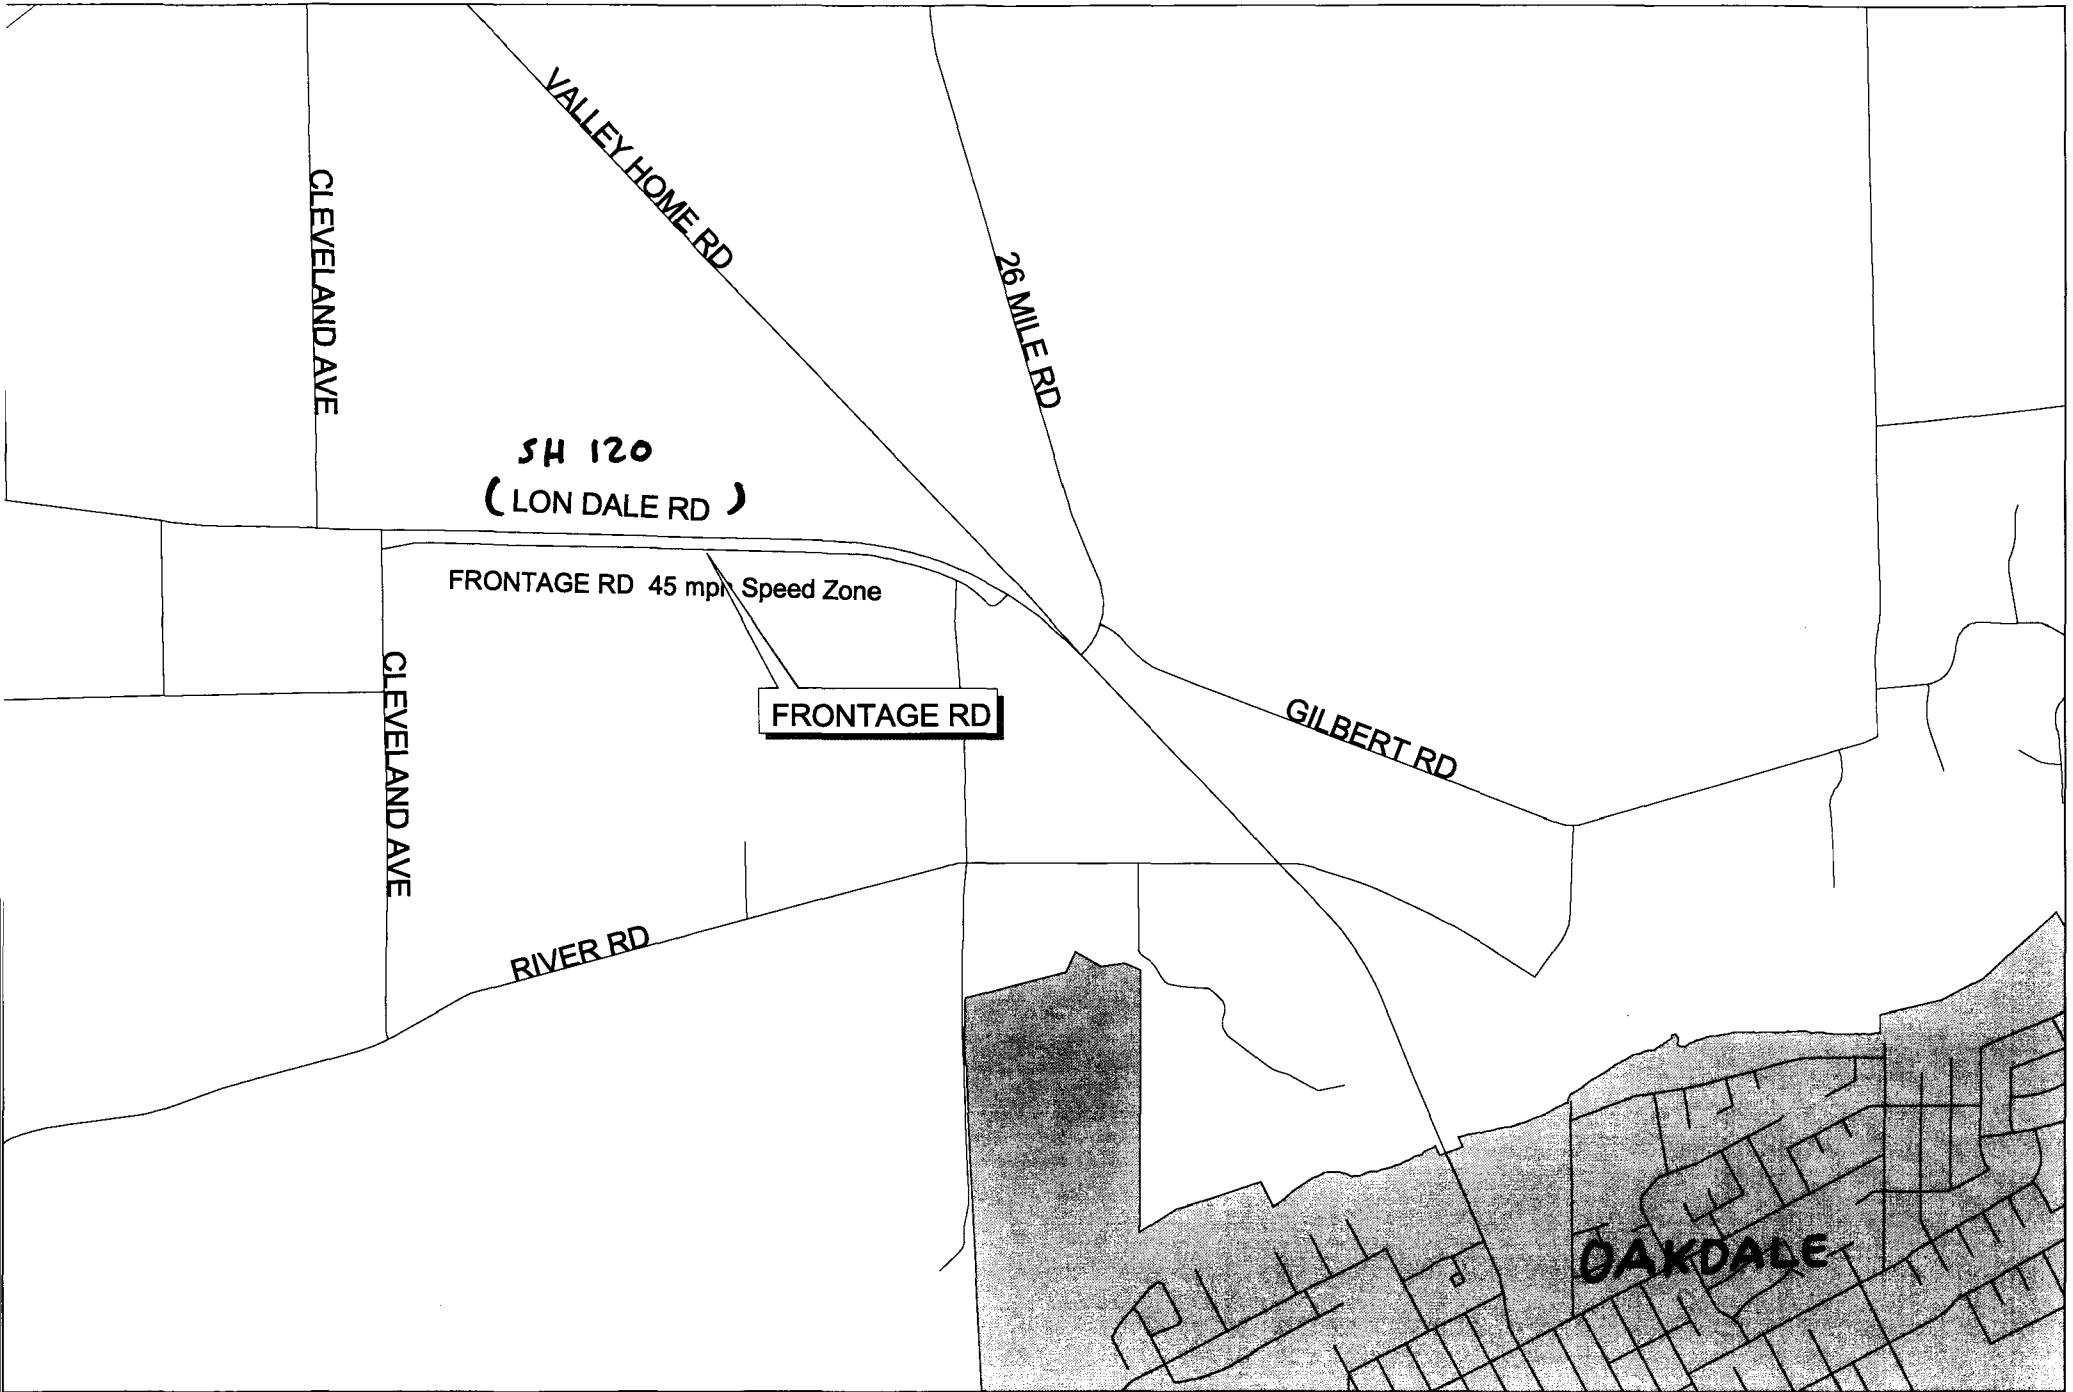 VALLEY HOME RD
CLEVELAND AVE
26 MILE RD
SH 120
( LON DALE RD )
FRONTAGE RD 45 mph Speed Zone
CLEVELAND AVE
FRONTAGE RD
GILBERT RD
RIVER RD
OAKDALE